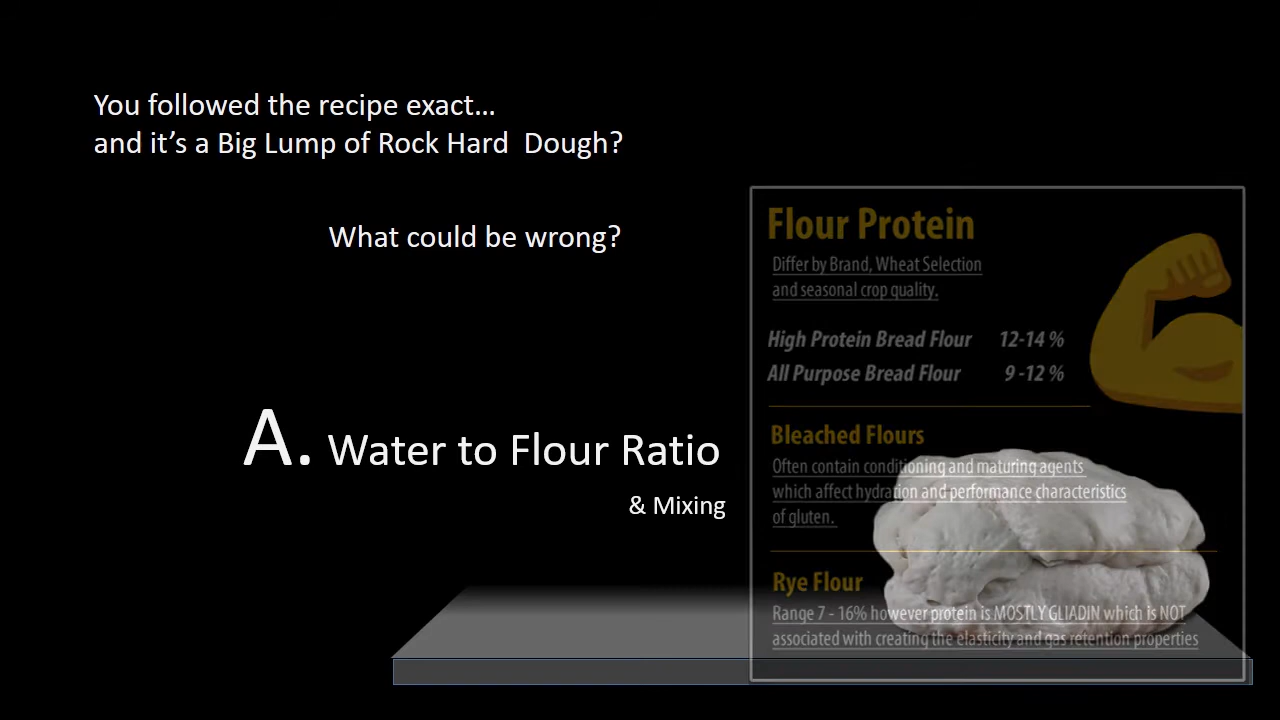 You followed the recipe exact…
and it's a Big Lump of Rock Hard  Dough?
What could be wrong?
A. Water to Flour Ratio
& Mixing
Flour Protein
Differ by Brand, Wheat Selection
and seasonal crop quality.
High Protein Bread Flour 12-14 %
All Purpose Bread Flour 9 -12 %
Bleached Flours
Often contain conditioning and maturing agents
which affect hydration and performance characteristics
of gluten.
Rye Flour
Range 7 - 16% however protein is MOSTLY GLIADIN which is NOT
associated with creating the elasticity and gas retention properties